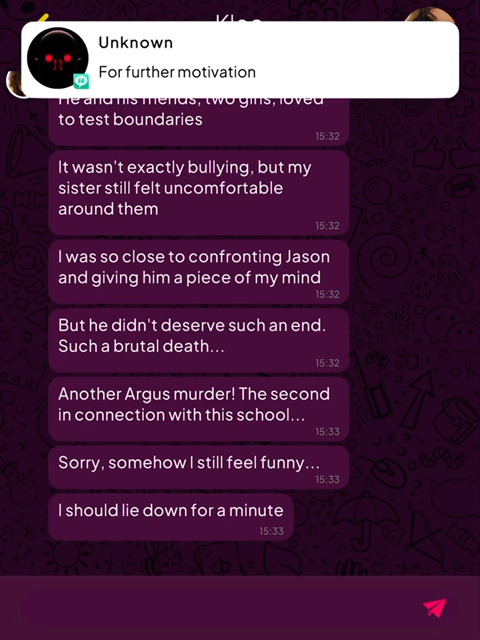 Unknown
For further motivation
to test boundaries
15:32
It wasn't exactly bullying, but my
sister still felt uncomfortable
around them
15:32
I was so close to confronting Jason
and giving him a piece of my mind
15:32
But he didn't deserve such an end.
Such a brutal death...
15:32
Another Argus murder! The second
in connection with this school...
15:33
Sorry, somehow I still feel funny...
15:33
I should lie down for a minute
15:33